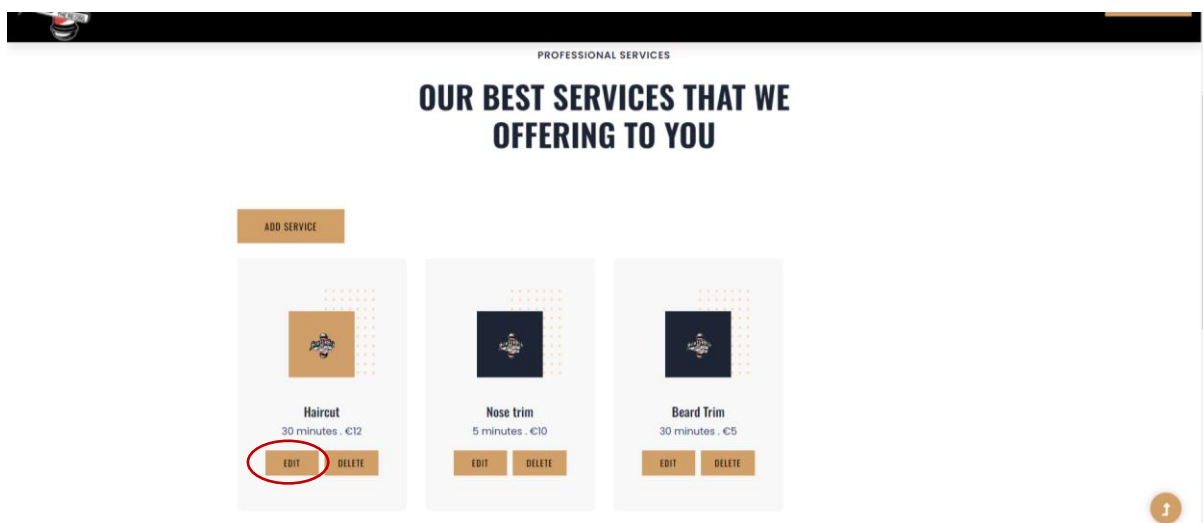 PROFESSIONAL SERVICES
OUR BEST SERVICES THAT WE
OFFERING TO YOU
ADD SERVICE
Haircut
30 minutes . €12
EDIT DELETE
Nose trim
5 minutes . €10
EDIT DELETE
Beard Trim
30 minutes . €5
EDIT DELETE